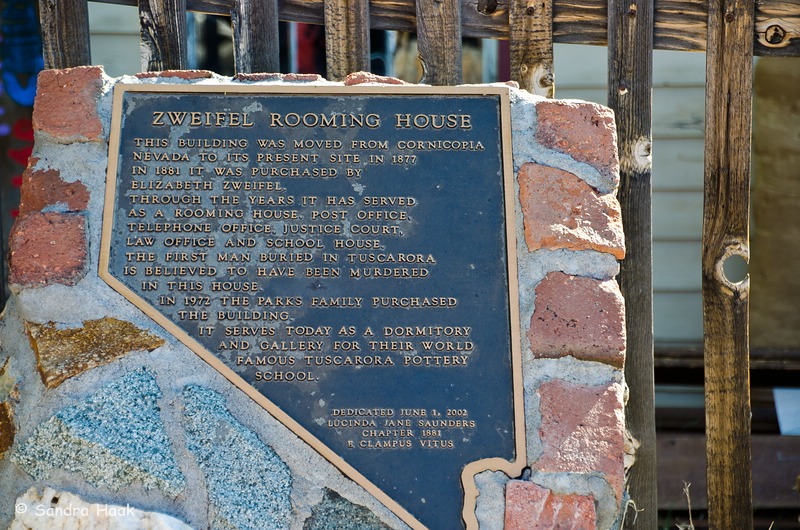 ZWEIFEL ROOMING HOUSE
THIS BUILDING WAS MOVED FROM CORNICOPIA
NEVADA TO ITS PRESENT SITE IN 1877
IN 1881 IT WAS PURCHASED BY
ELIZABETH ZWEIFEL.
THROUGH THE YEARS IT HAS SERVED
AS A ROOMING HOUSE, POST OFFICE,
TELEPHONE OFFICE, JUSTICE COURT,
LAW OFFICE AND SCHOOL HOUSE.
THE FIRST MAN BURIED IN TUSCARORA
IS BELIEVED TO HAVE BEEN MURDERED
IN THIS HOUSE.
IN 1972 THE PARKS FAMILY PURCHASED
THE BUILDING.
IT SERVES TODAY AS A DORMITORY
AND GALLERY FOR THEIR WORLD
FAMOUS TUSCARORA POTTERY
SCHOOL.
DEDICATED JUNE 1, 2002
LUCINDA JANE SAUNDERS
CHAPTER 1881
E CLAMPUS VITUS
© Sandra Haak